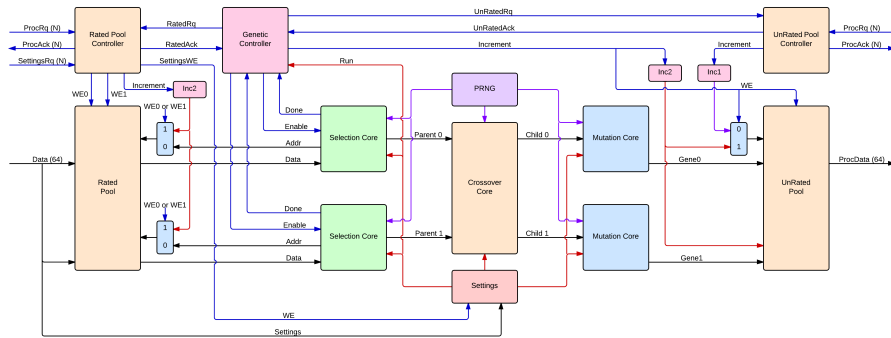 UnRatedRq
ProcRq (N)
RatedRq
UnRatedAck
ProcRq (N)
Rated Pool
Controller
Genetic
Controller
UnRated Pool
Controller
ProcAck (N)
RatedAck
Increment
Increment
ProcAck (N)
SettingsRq (N)
SettingsWE
Run
Inc2
Inc1
WE0
WE1
Increment
Inc2
PRNG
WE
WE0 or WE1
Done
Enable
1
0
Addr
Selection Core
Parent 0
Child 0
Mutation Core
0
1
Data (64)
Data
Gene0
ProcData (64)
Rated
Pool
Crossover
Core
UnRated
Pool
WE0 or WE1
Done
Enable
1
0
Addr
Selection Core
Parent 1
Child 1
Mutation Core
Data
Gene1
Settings
WE
Settings